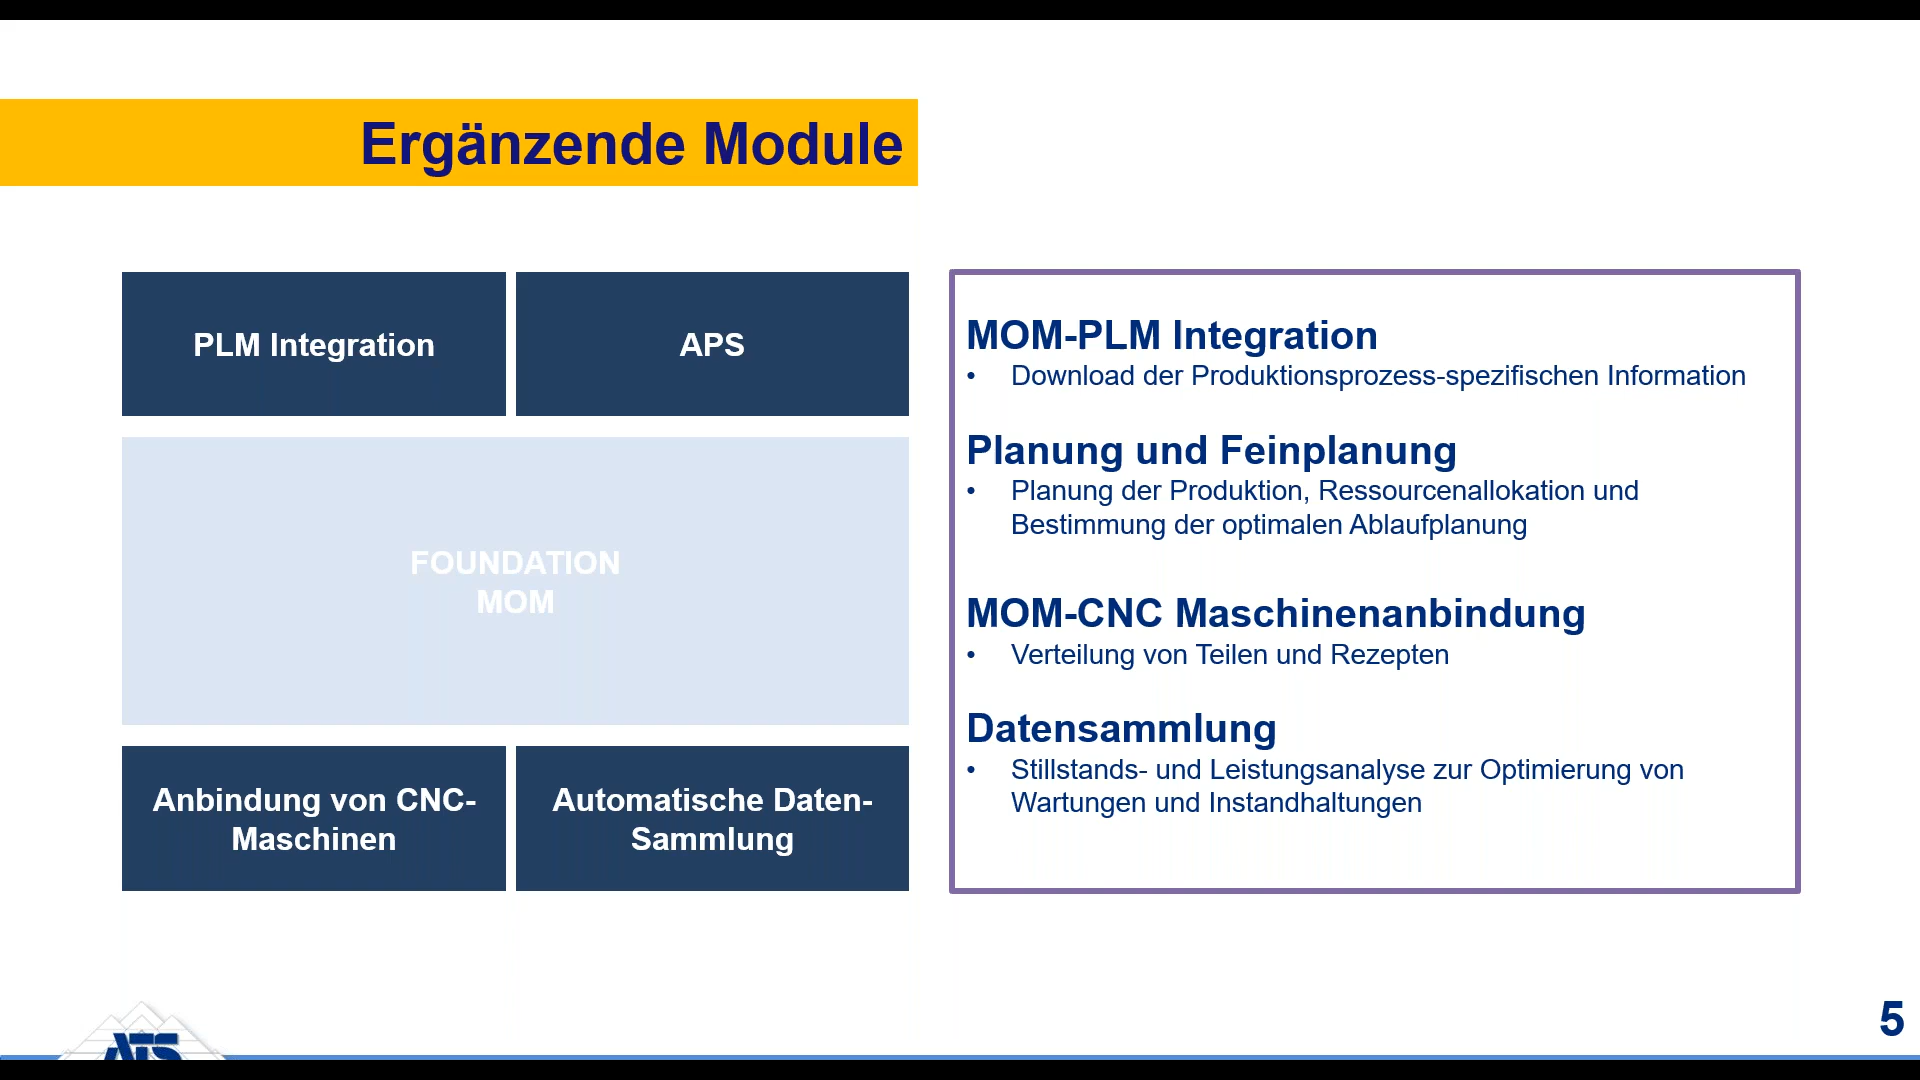 Ergänzende Module
PLM Integration
APS
FOUNDATION
MOM
Anbindung von CNC-
Maschinen
Automatische Daten-
Sammlung
MOM-PLM Integration
• Download der Produktionsprozess-spezifischen Information
Planung und Feinplanung
• Planung der Produktion, Ressourcenallokation und
Bestimmung der optimalen Ablaufplanung
MOM-CNC Maschinenanbindung
• Verteilung von Teilen und Rezepten
Datensammlung
• Stillstands- und Leistungsanalyse zur Optimierung von
Wartungen und Instandhaltungen
ATS
5